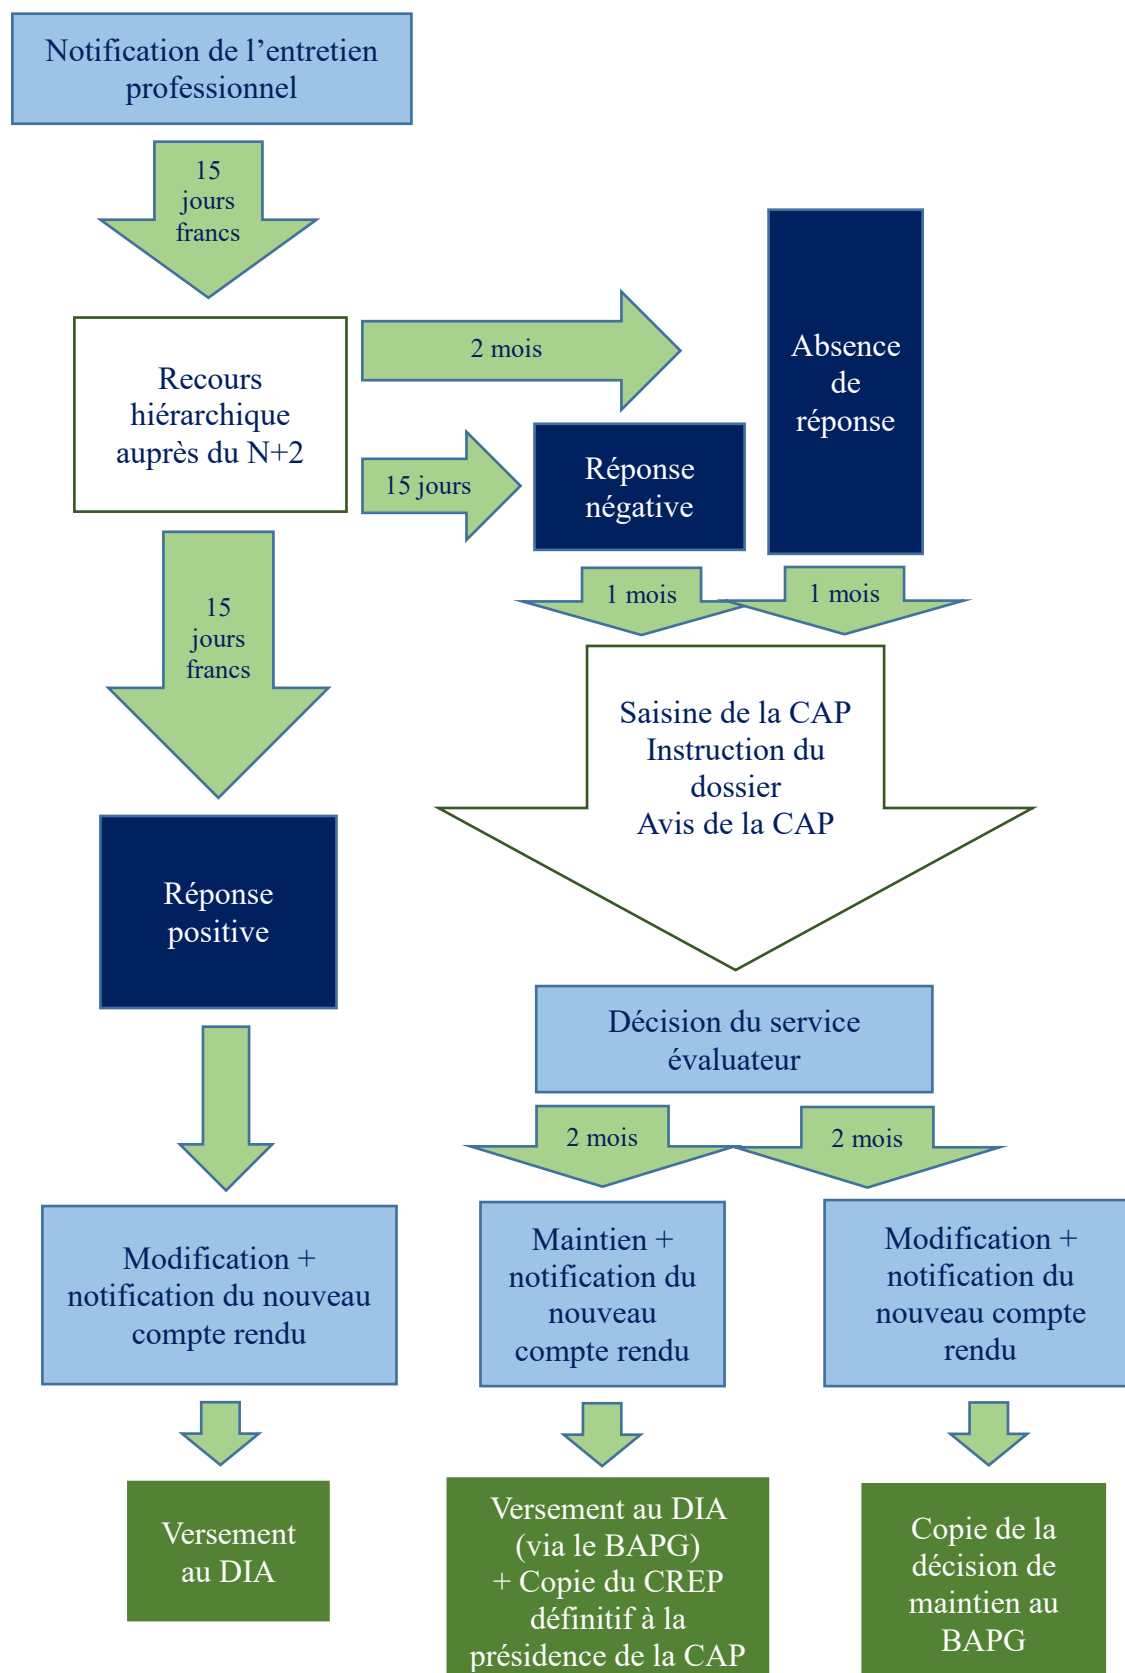 Notification de l’entretien
professionnel
15
jours
francs
2 mois
Absence
de
réponse
Recours
hiérarchique
auprès du N+2
15 jours
Réponse
négative
1 mois
1 mois
15
jours
francs
Saisine de la CAP
Instruction du
dossier
Avis de la CAP
Réponse
positive
Décision du service
évaluateur
2 mois
2 mois
Modification +
notification du nouveau
compte rendu
Maintien +
notification du
nouveau
compte rendu
Modification +
notification du
nouveau compte
rendu
Versement
au DIA
Versement au DIA
(via le BAPG)
+ Copie du CREP
définitif à la
présidence de la CAP
Copie de la
décision de
maintien au
BAPG